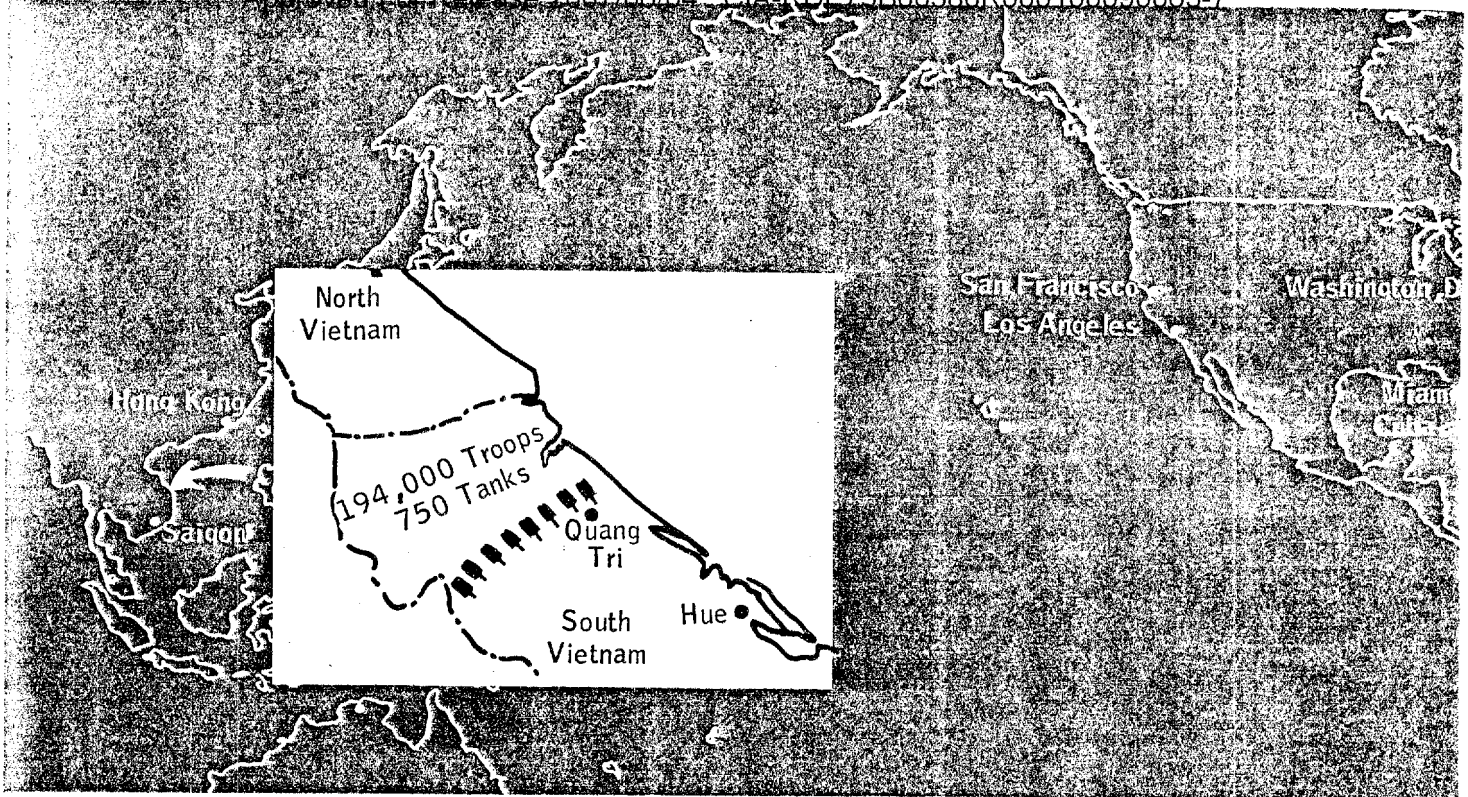 North
Vietnam
194,000 Troops
750 Tanks
Quang
Tri
Hue
South
Vietnam
Hong Kong
Saigon
San Francisco
Los Angeles
Washington, D